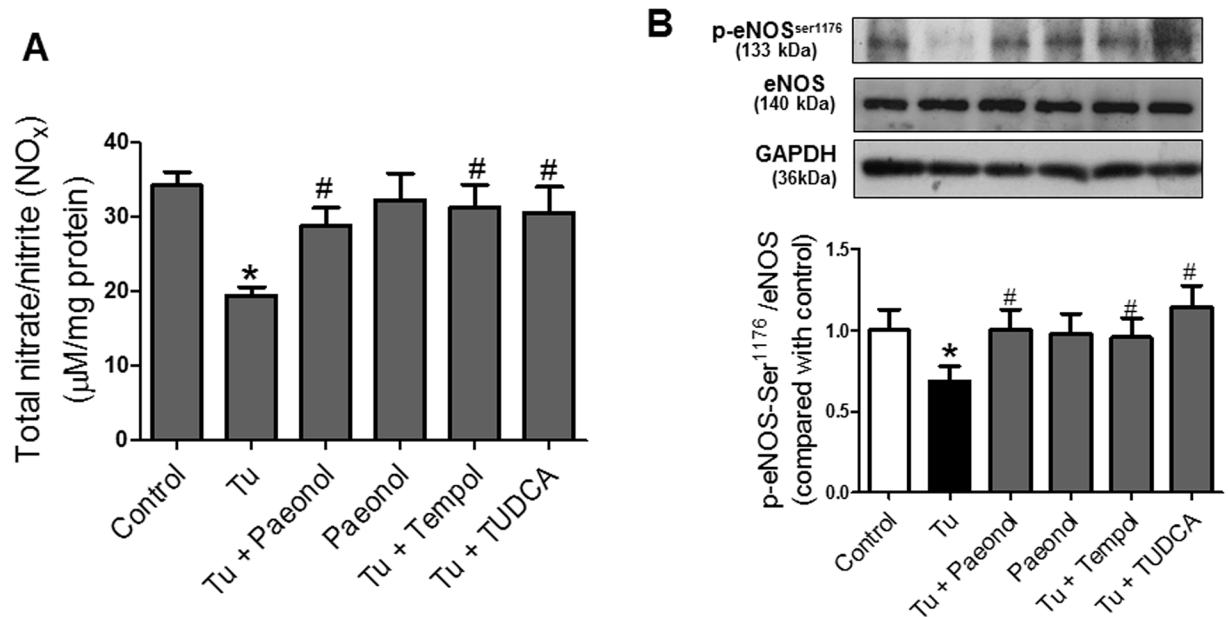 A
Total nitrate/nitrite (NOₓ)
(µM/mg protein)
40
30
20
10
0
*
#
#
#
Control
Tu
Tu + Paeonol
Paeonol
Tu + Tempol
Tu + TUDCA
B
p-eNOSˢᵉʳ¹¹⁷⁶
(133 kDa)
eNOS
(140 kDa)
GAPDH
(36kDa)
p-eNOS-Ser¹¹⁷⁶ /eNOS
(compared with control)
1.5
1.0
0.5
0.0
*
#
#
#
Control
Tu
Tu + Paeonol
Paeonol
Tu + Tempol
Tu + TUDCA